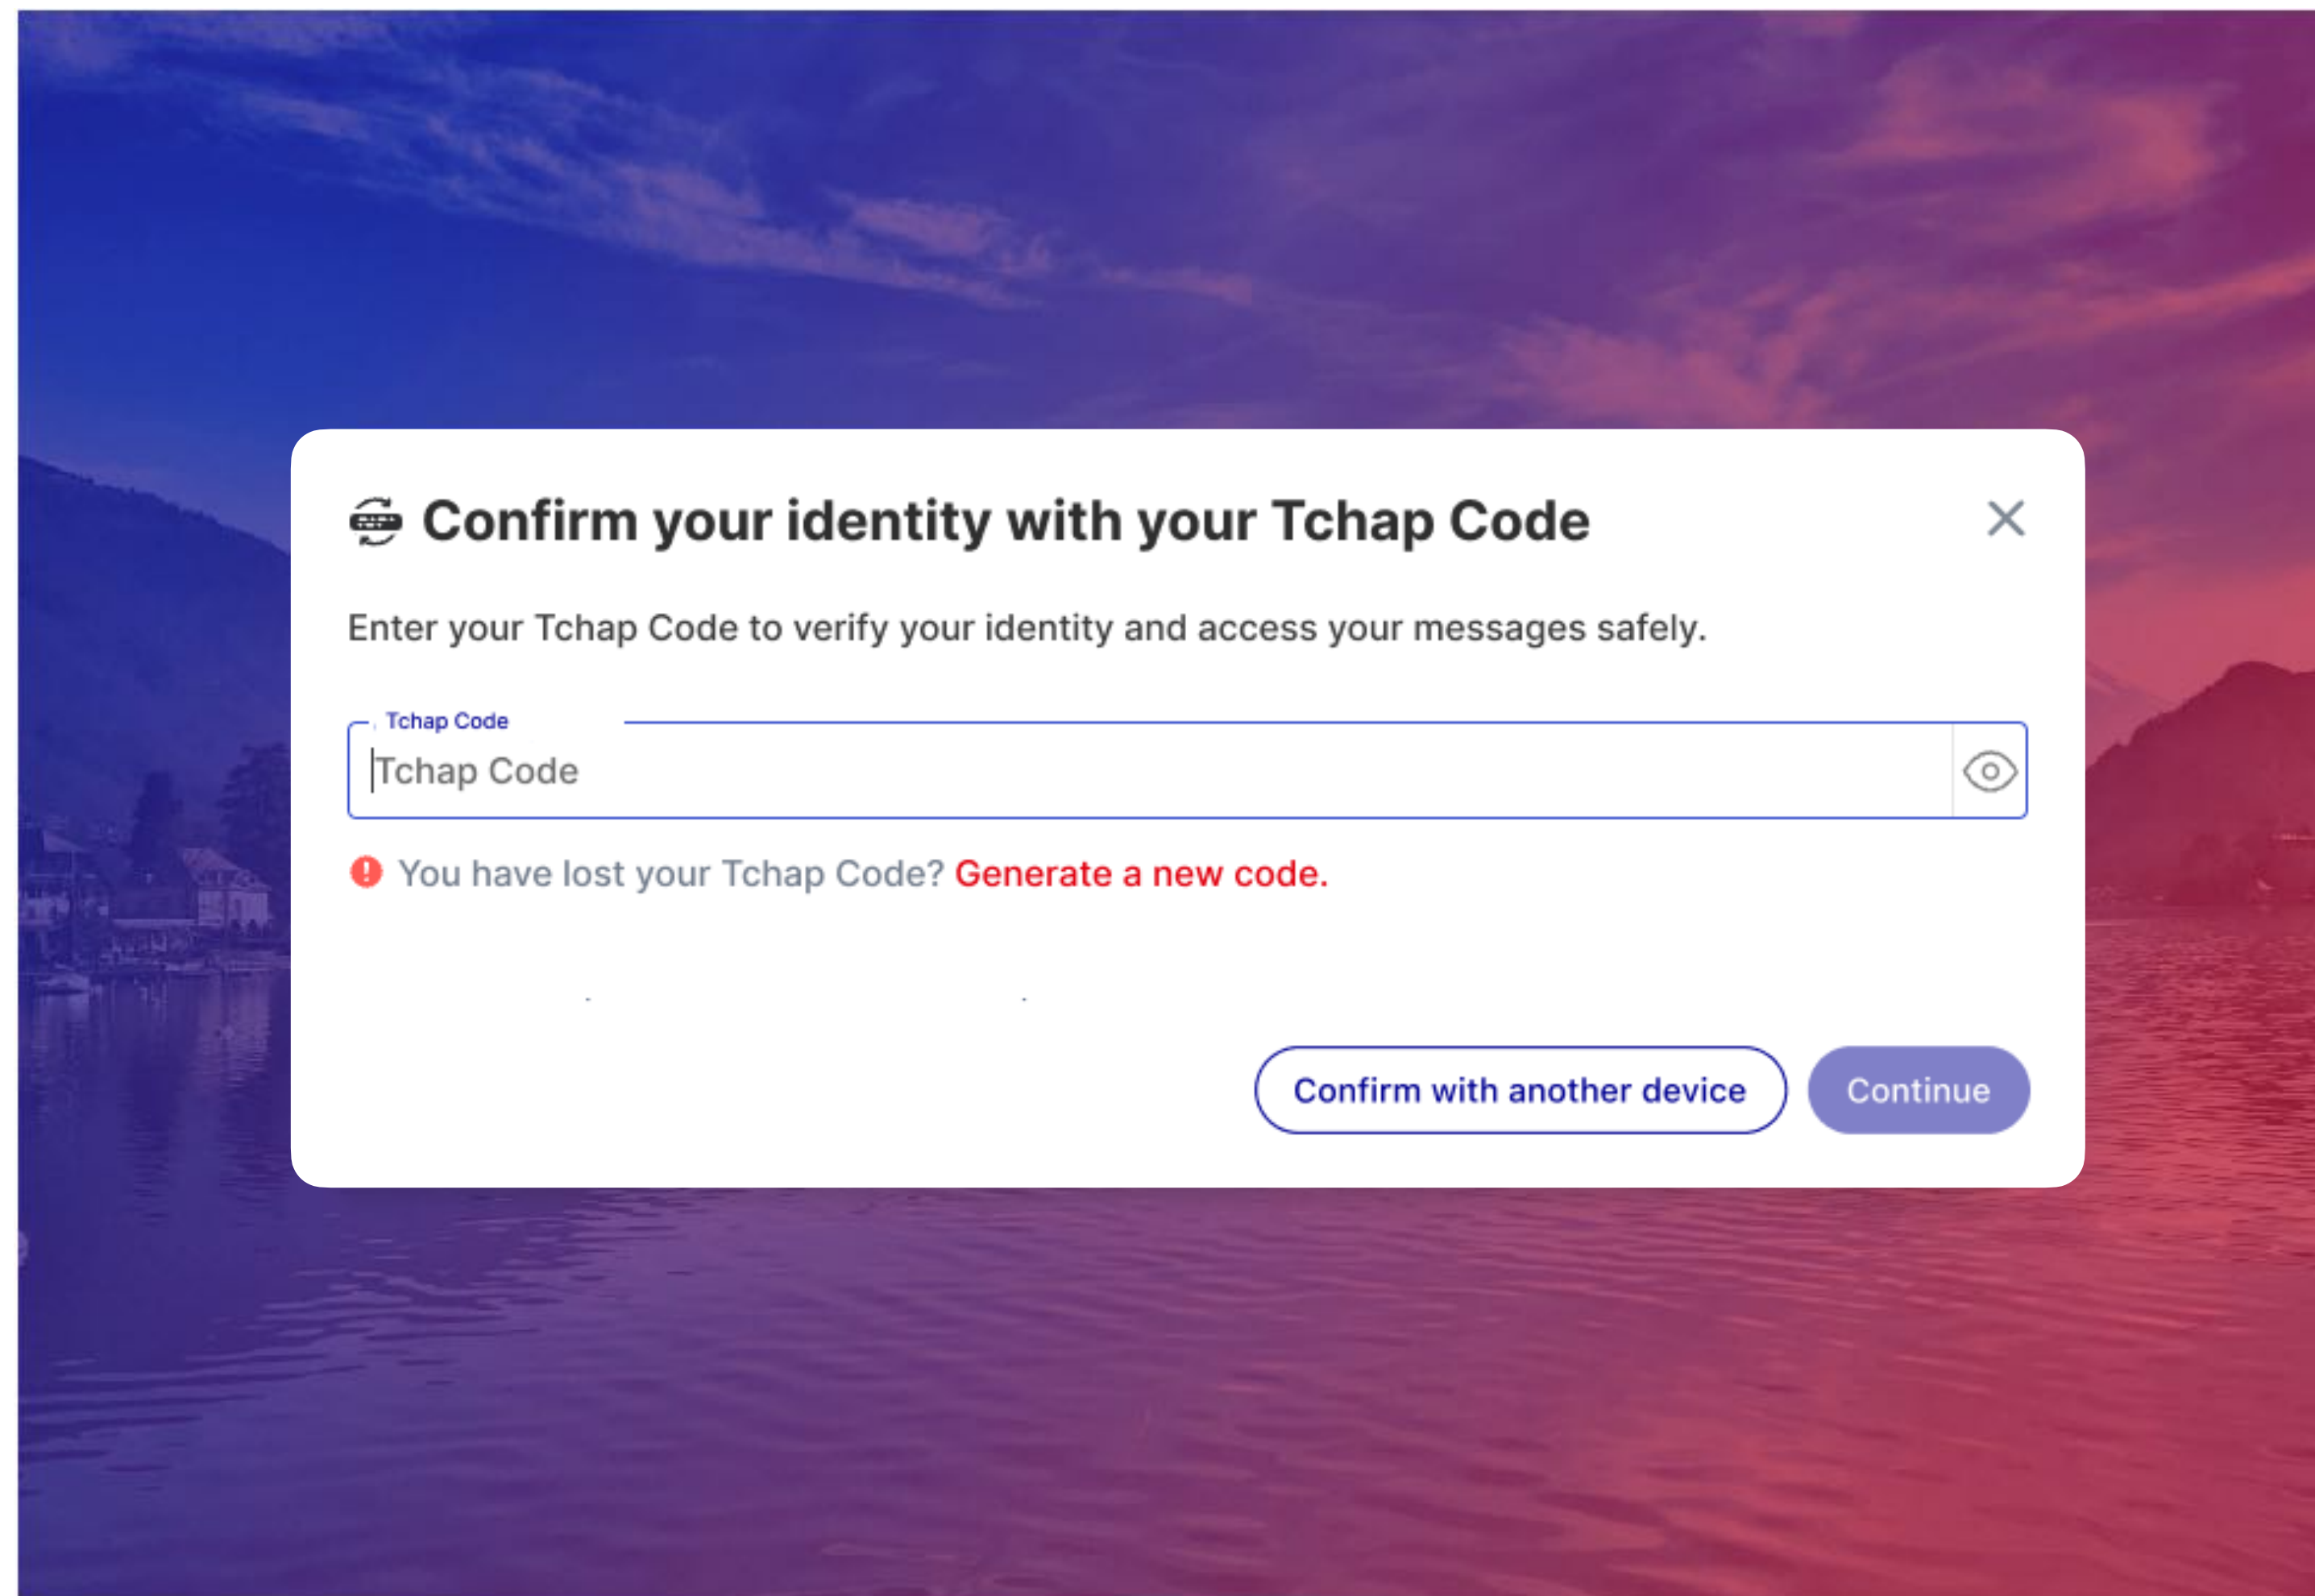 Confirm your identity with your Tchap Code
Enter your Tchap Code to verify your identity and access your messages safely.
Tchap Code
Tchap Code
You have lost your Tchap Code? Generate a new code.
Confirm with another device
Continue